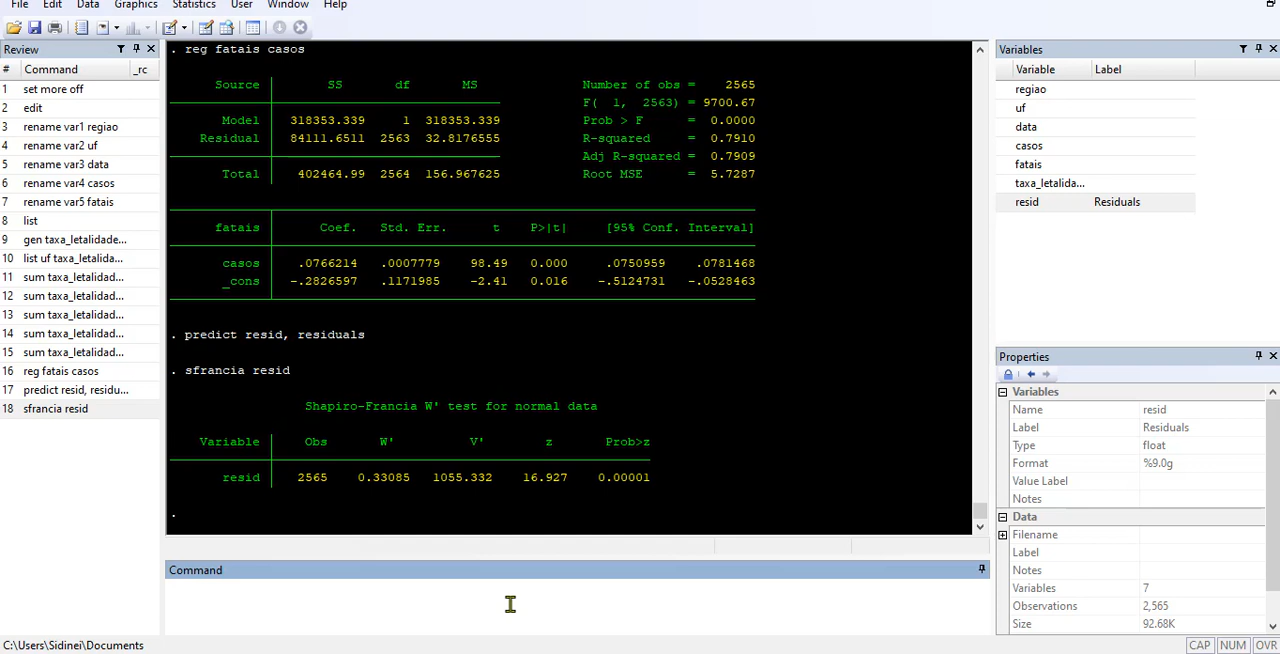 File Edit Data Graphics Statistics User Window Help
Review
# Command _rc
1 set more off
2 edit
3 rename var1 regiao
4 rename var2 uf
5 rename var3 data
6 rename var4 casos
7 rename var5 fatais
8 list
9 gen taxa_letalidade...
10 list uf taxa_letalida...
11 sum taxa_letalidad...
12 sum taxa_letalidad...
13 sum taxa_letalidad...
14 sum taxa_letalidad...
15 sum taxa_letalidad...
16 reg fatais casos
17 predict resid, residu...
18 sfrancia resid
. reg fatais casos
Source SS df MS Number of obs = 2565
F( 1, 2563) = 9700.67
Model 318353.339 1 318353.339 Prob > F = 0.0000
Residual 84111.6511 2563 32.8176555 R-squared = 0.7910
Adj R-squared = 0.7909
Total 402464.99 2564 156.967625 Root MSE = 5.7287
fatais Coef. Std. Err. t P>|t| [95% Conf. Interval]
casos .0766214 .0007779 98.49 0.000 .0750959 .0781468
_cons -.2826597 .1171985 -2.41 0.016 -.5124731 -.0528463
. predict resid, residuals
. sfrancia resid
Shapiro-Francia W' test for normal data
Variable Obs W' V' z Prob>z
resid 2565 0.33085 1055.332 16.927 0.00001
.
Command
Variables
Variable Label
regiao
uf
data
casos
fatais
taxa_letalida...
resid Residuals
Properties
Variables
Name resid
Label Residuals
Type float
Format %9.0g
Value Label
Notes
Data
Filename
Label
Notes
Variables 7
Observations 2,565
Size 92.68K
C:\Users\Sidinei\Documents
CAP NUM OVR